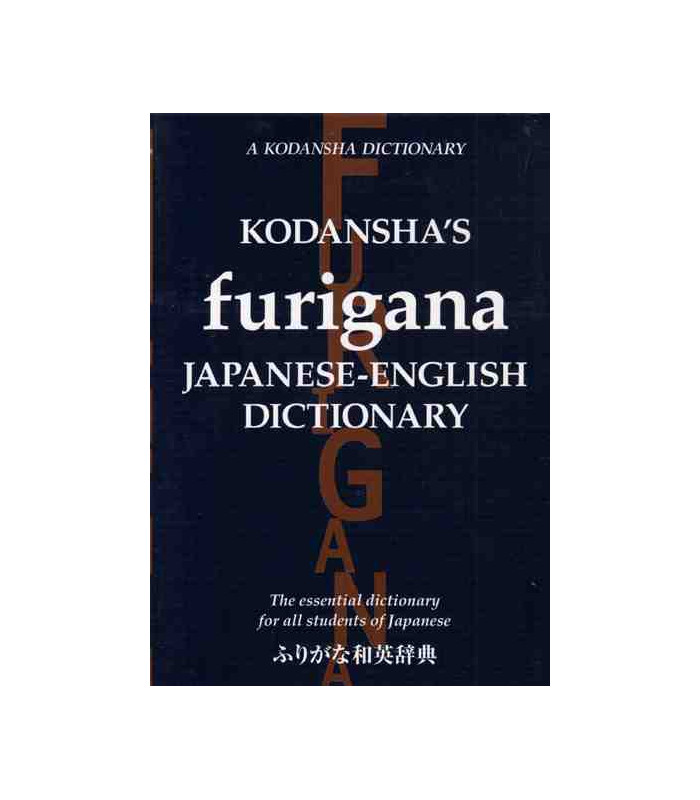 A KODANSHA DICTIONARY
KODANSHA'S
furigana
JAPANESE-ENGLISH
DICTIONARY
The essential dictionary
for all students of Japanese
ふりがな和英辞典
FURIGANA